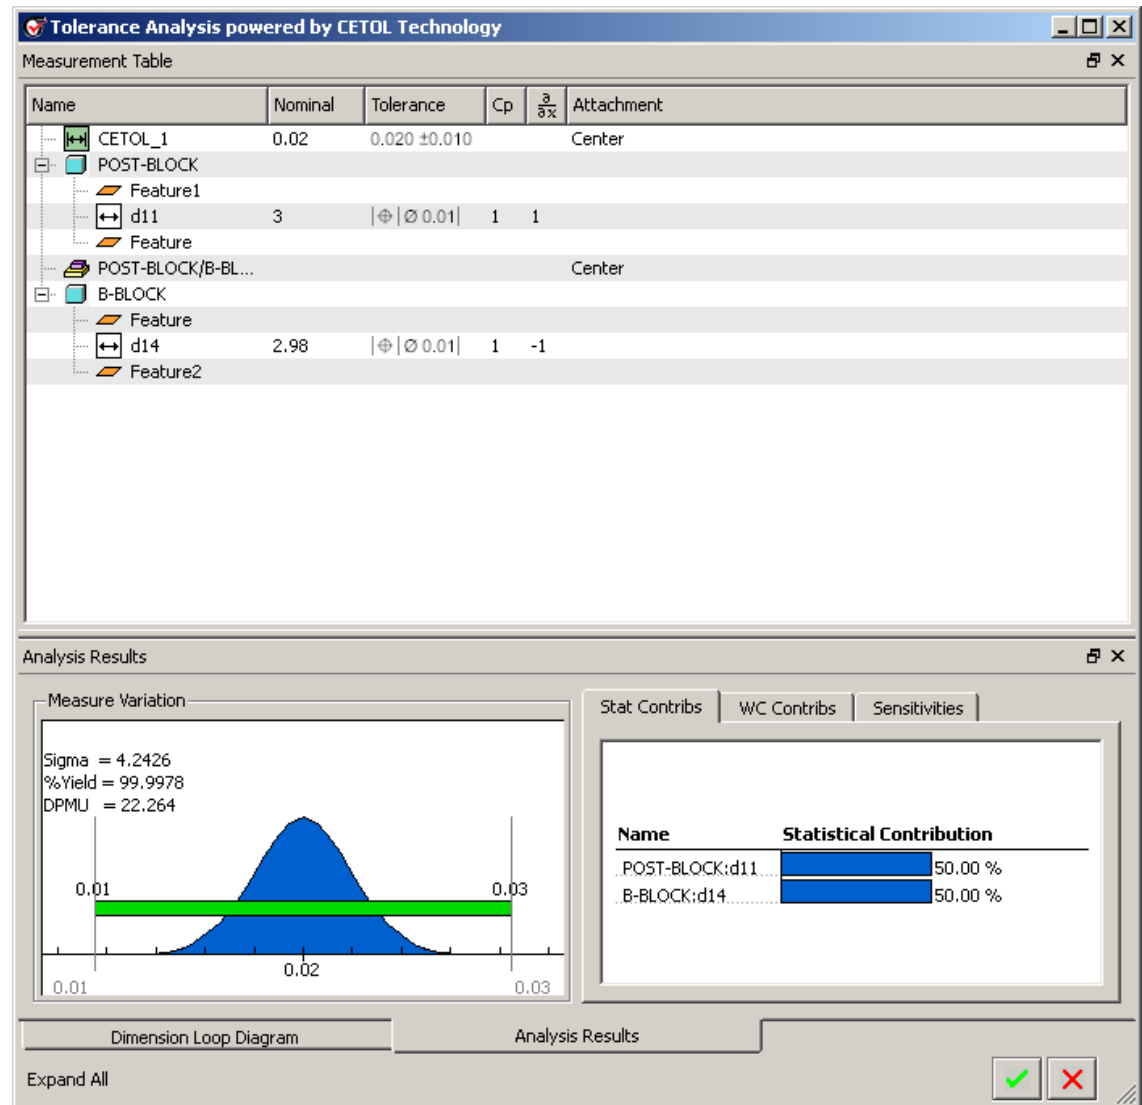 Tolerance Analysis powered by CETOL Technology
Measurement Table
Name Nominal Tolerance Cp ∂/∂x Attachment
CETOL_1 0.02 0.020 ±0.010 Center
POST-BLOCK
Feature1
d11 3 |⌖|Ø 0.01| 1 1
Feature
POST-BLOCK/B-BL... Center
B-BLOCK
Feature
d14 2.98 |⌖|Ø 0.01| 1 -1
Feature2
Analysis Results
Measure Variation
Sigma = 4.2426
%Yield = 99.9978
DPMU = 22.264
0.01 0.03
0.02
0.01 0.03
Stat Contribs WC Contribs Sensitivities
Name Statistical Contribution
POST-BLOCK:d11 50.00 %
B-BLOCK:d14 50.00 %
Dimension Loop Diagram Analysis Results
Expand All